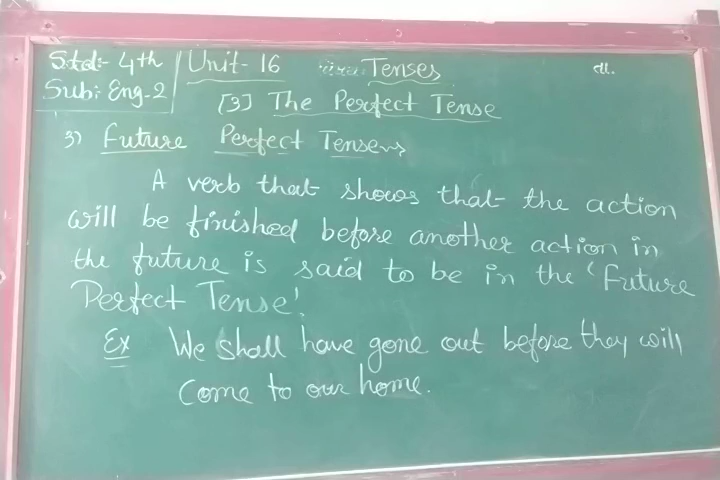 Std:- 4th
Sub: Eng-2
Unit- 16
Tenses
dt.
[3] The Perfect Tense
3) Future Perfect Tensens
A verb that shows that the action
will be finished before another action in
the future is said to be in the 'Future
Perfect Tense'.
Ex We shall have gone out before they will
come to our home.